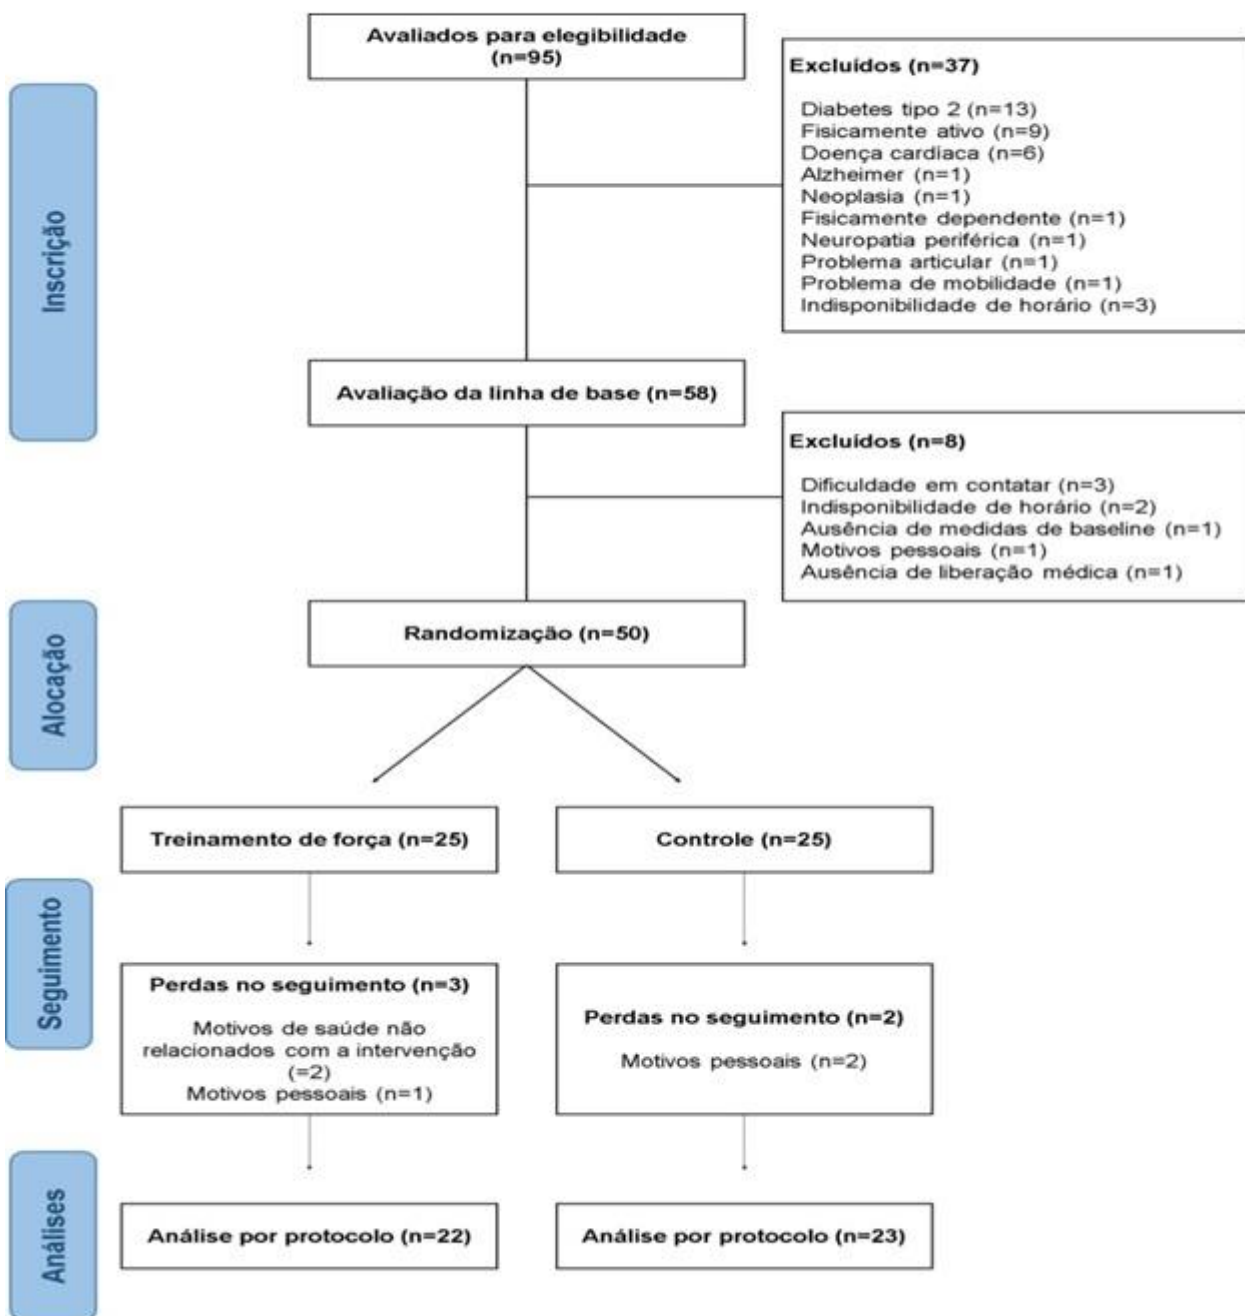 Avaliados para elegibilidade
(n=95)
Excluídos (n=37)
Diabetes tipo 2 (n=13)
Fisicamente ativo (n=9)
Doença cardíaca (n=6)
Alzheimer (n=1)
Neoplasia (n=1)
Fisicamente dependente (n=1)
Neuropatia periférica (n=1)
Problema articular (n=1)
Problema de mobilidade (n=1)
Indisponibilidade de horário (n=3)
Inscrição
Avaliação da linha de base (n=58)
Excluídos (n=8)
Dificuldade em contatar (n=3)
Indisponibilidade de horário (n=2)
Ausência de medidas de baseline (n=1)
Motivos pessoais (n=1)
Ausência de liberação médica (n=1)
Alocação
Randomização (n=50)
Treinamento de força (n=25)
Controle (n=25)
Seguimento
Perdas no seguimento (n=3)
Motivos de saúde não
relacionados com a intervenção
(=2)
Motivos pessoais (n=1)
Perdas no seguimento (n=2)
Motivos pessoais (n=2)
Análises
Análise por protocolo (n=22)
Análise por protocolo (n=23)